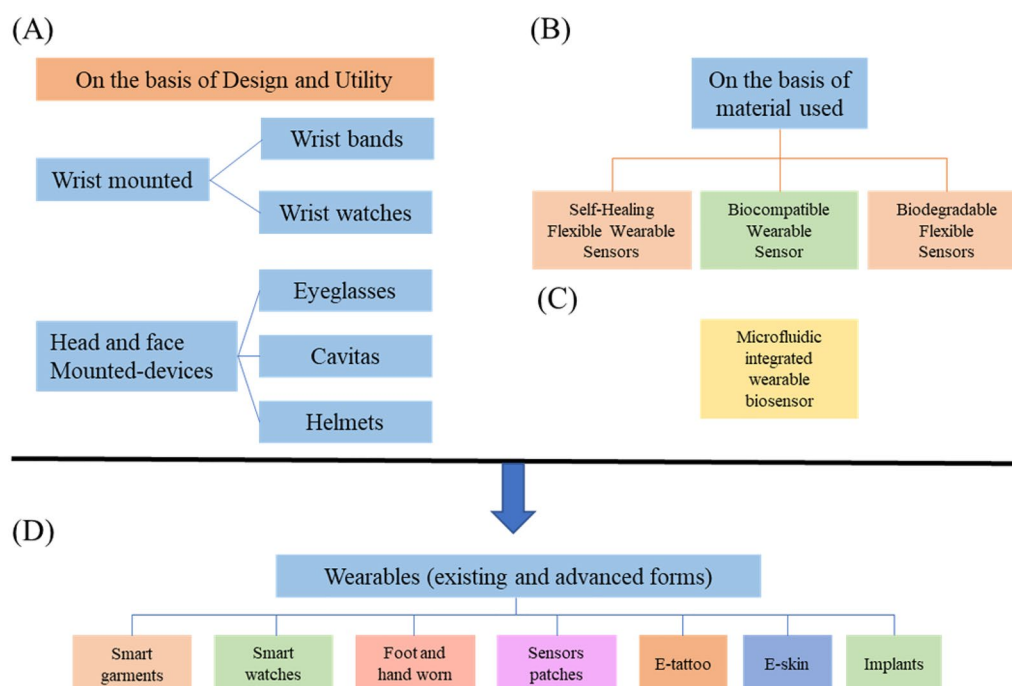 (A)
On the basis of Design and Utility
Wrist mounted
Wrist bands
Wrist watches
Head and face
Mounted-devices
Eyeglasses
Cavitas
Helmets
(B)
On the basis of
material used
Self-Healing
Flexible Wearable
Sensors
Biocompatible
Wearable
Sensor
Biodegradable
Flexible
Sensors
(C)
Microfluidic
integrated
wearable
biosensor
(D)
Wearables (existing and advanced forms)
Smart
garments
Smart
watches
Foot and
hand worn
Sensors
patches
E-tattoo
E-skin
Implants